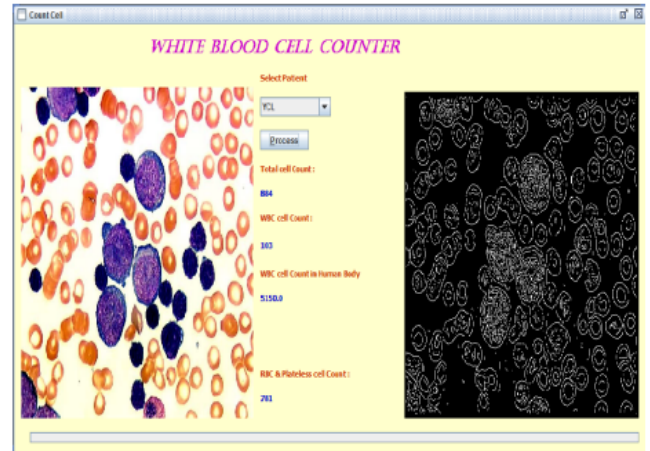 Count Cell
WHITE BLOOD CELL COUNTER
Select Patient
YCL
Process
Total cell Count :
884
WBC cell Count :
103
WBC cell Count in Human Body
5150.0
RBC & Plateless cell Count :
781